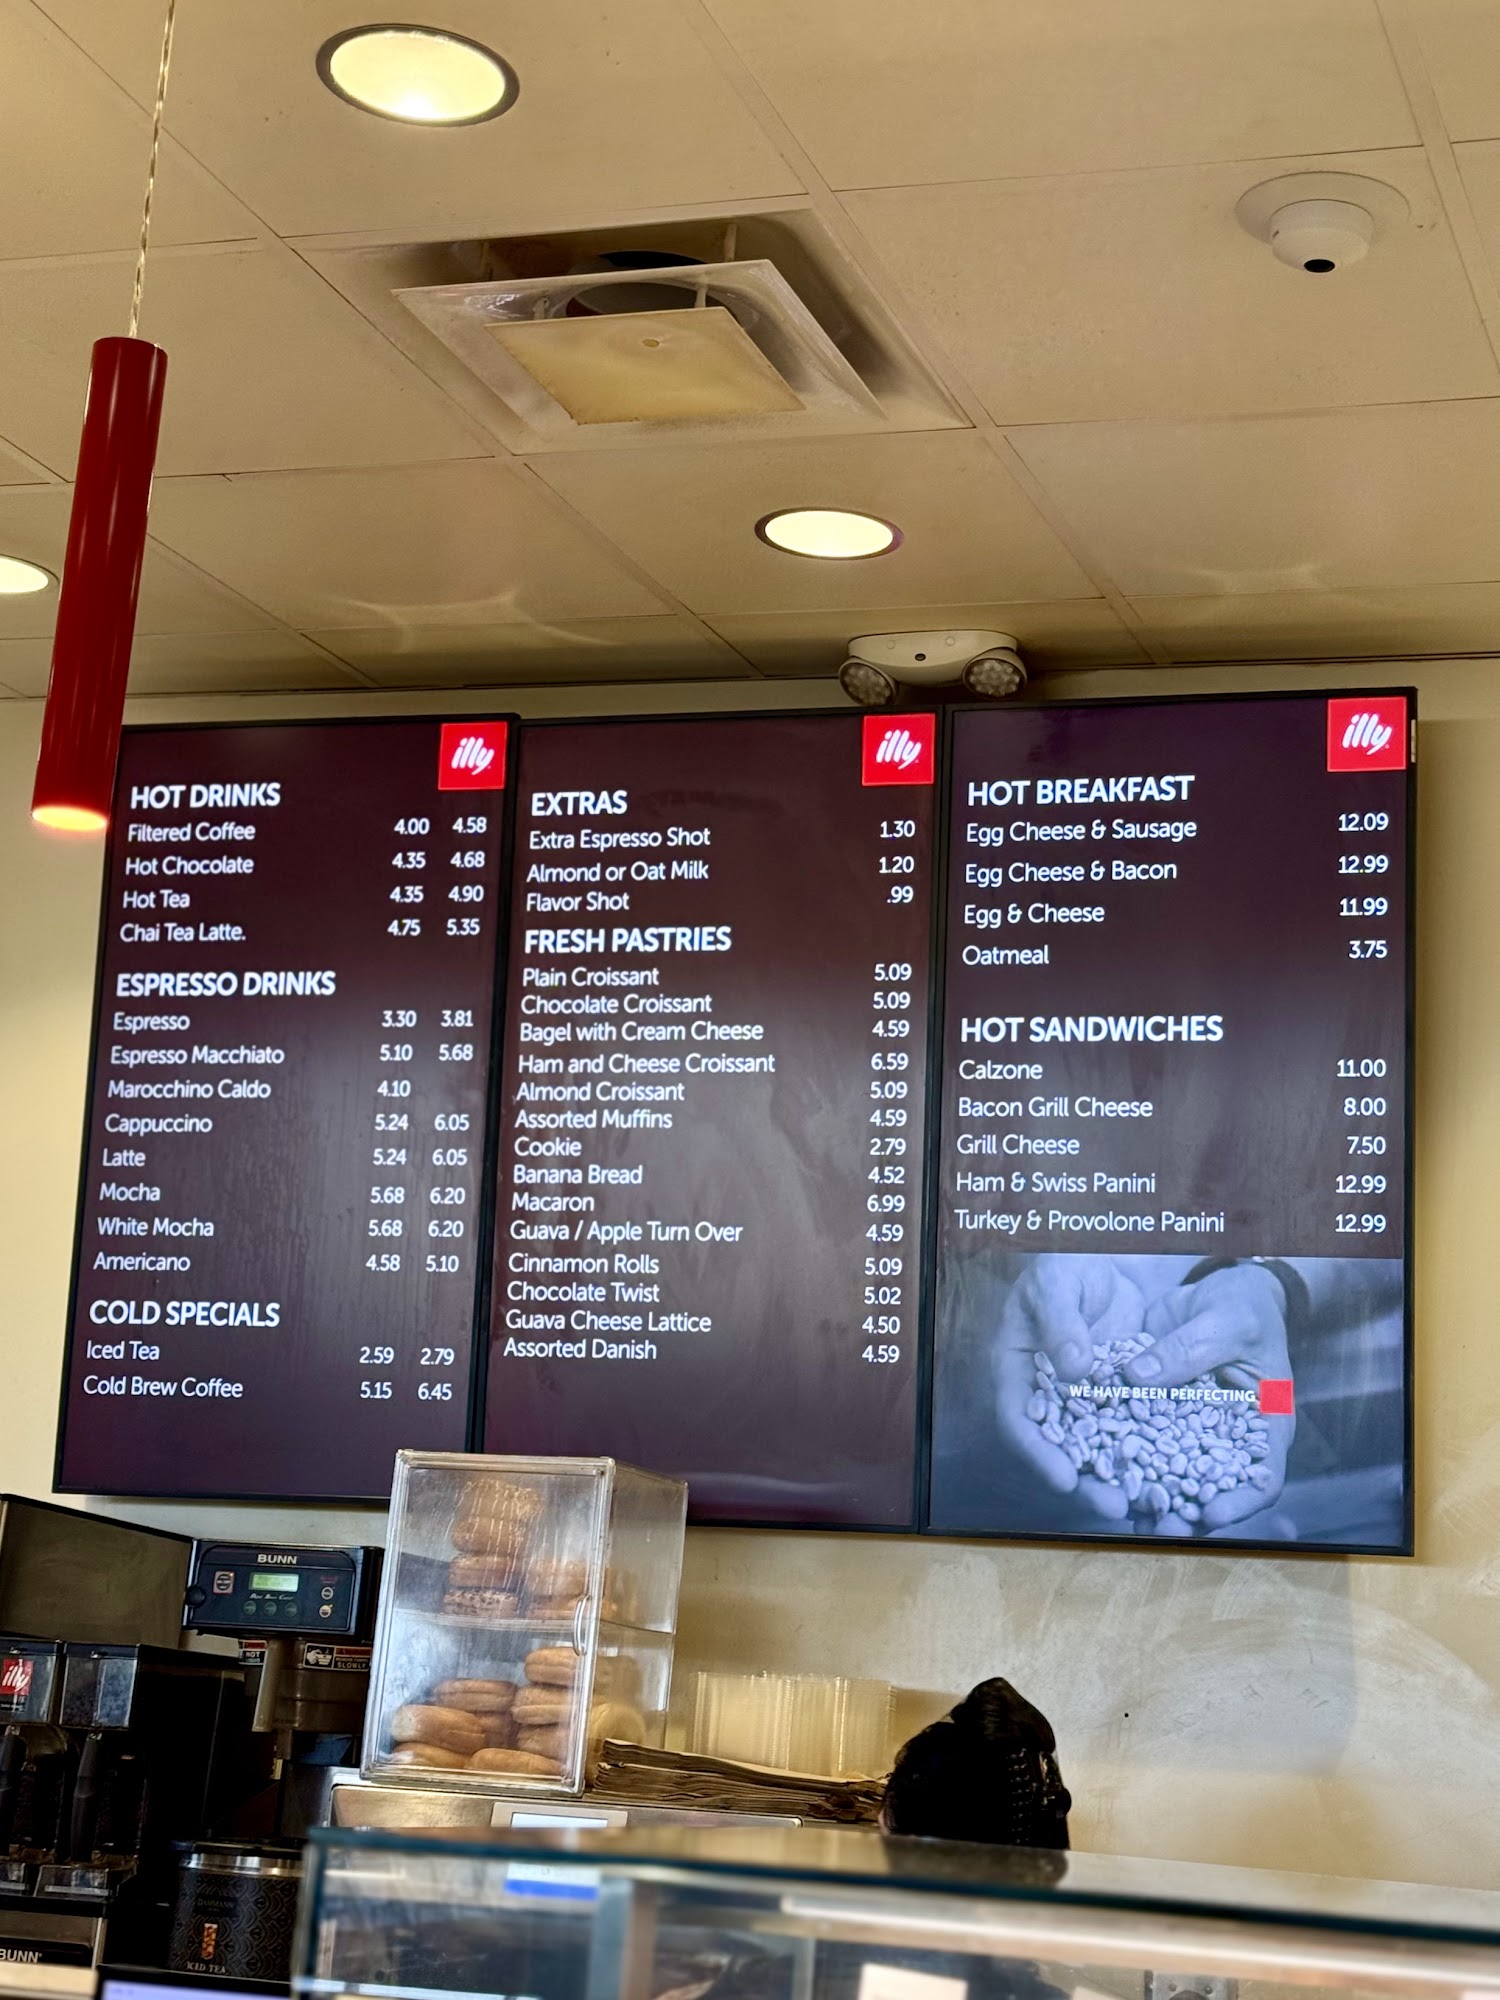 illy
HOT DRINKS
Filtered Coffee 4.00 4.58
Hot Chocolate 4.35 4.68
Hot Tea 4.35 4.90
Chai Tea Latte. 4.75 5.35
ESPRESSO DRINKS
Espresso 3.30 3.81
Espresso Macchiato 5.10 5.68
Marocchino Caldo 4.10
Cappuccino 5.24 6.05
Latte 5.24 6.05
Mocha 5.68 6.20
White Mocha 5.68 6.20
Americano 4.58 5.10
COLD SPECIALS
Iced Tea 2.59 2.79
Cold Brew Coffee 5.15 6.45
illy
EXTRAS
Extra Espresso Shot 1.30
Almond or Oat Milk 1.20
Flavor Shot .99
FRESH PASTRIES
Plain Croissant 5.09
Chocolate Croissant 5.09
Bagel with Cream Cheese 4.59
Ham and Cheese Croissant 6.59
Almond Croissant 5.09
Assorted Muffins 4.59
Cookie 2.79
Banana Bread 4.52
Macaron 6.99
Guava / Apple Turn Over 4.59
Cinnamon Rolls 5.09
Chocolate Twist 5.02
Guava Cheese Lattice 4.50
Assorted Danish 4.59
illy
HOT BREAKFAST
Egg Cheese & Sausage 12.09
Egg Cheese & Bacon 12.99
Egg & Cheese 11.99
Oatmeal 3.75
HOT SANDWICHES
Calzone 11.00
Bacon Grill Cheese 8.00
Grill Cheese 7.50
Ham & Swiss Panini 12.99
Turkey & Provolone Panini 12.99
WE HAVE BEEN PERFECTING
BUNN
HOT
SLOWLY
illy
DAMMANN
ICED TEA
BUNN